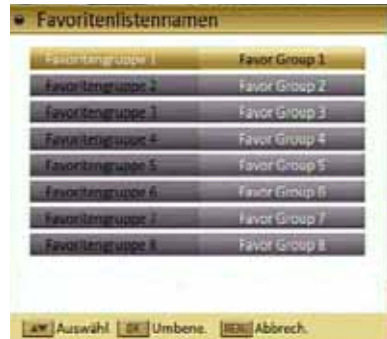 Favoritenlistennamen
Favoritengruppe 1 Favor Group 1
Favoritengruppe 2 Favor Group 2
Favoritengruppe 3 Favor Group 3
Favoritengruppe 4 Favor Group 4
Favoritengruppe 5 Favor Group 5
Favoritengruppe 6 Favor Group 6
Favoritengruppe 7 Favor Group 7
Favoritengruppe 8 Favor Group 8
Auswähl. OK Umbene. MENU Abbrech.